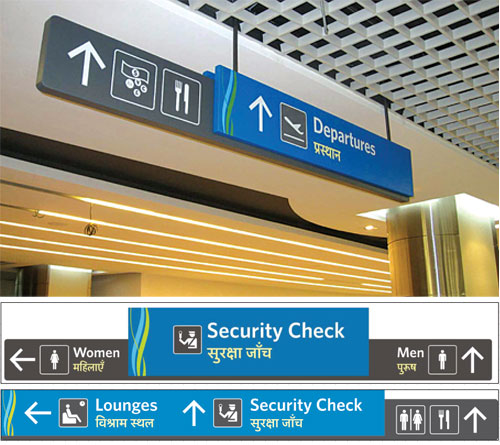 Departures
प्रस्थान
Women
महिलाएँ
Security Check
सुरक्षा जाँच
Men
पुरूष
Lounges
विश्राम स्थल
Security Check
सुरक्षा जाँच